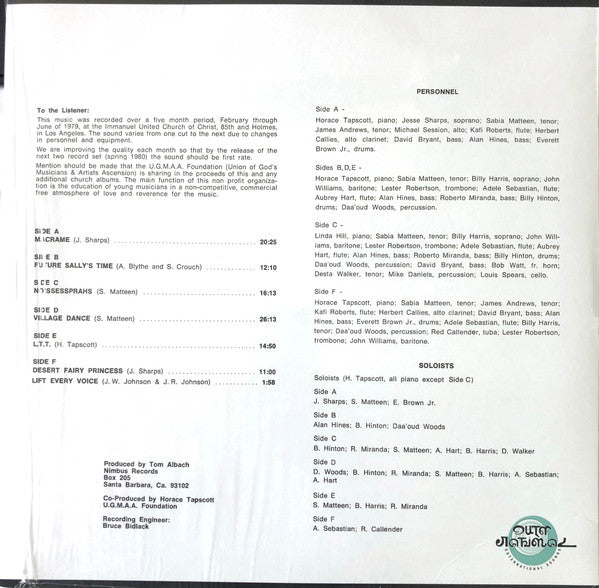 To the Listener:
This music was recorded over a five month period, February through
June of 1979, at the Immanuel United Church of Christ, 85th and Holmes,
in Los Angeles. The sound varies from one cut to the next due to changes
in personnel and equipment.
We are improving the quality each month so that by the release of the
next two record set (spring 1980) the sound should be first rate.
Mention should be made that the U.G.M.A.A. Foundation (Union of God's
Musicians & Artists Ascension) is sharing in the proceeds of this and any
additional church albums. The main function of this non profit organiza-
tion is the education of young musicians in a non-competitive, commercial
free atmosphere of love and reverence for the music.
SIDE A
MACRAME (J. Sharps) 20:25
SIDE B
FUTURE SALLY'S TIME (A. Blythe and S. Crouch) 12:10
SIDE C
NOISSESSPRAHS (S. Matteen) 16:13
SIDE D
VILLAGE DANCE (S. Matteen) 26:13
SIDE E
L.T.T. (H. Tapscott) 14:50
SIDE F
DESERT FAIRY PRINCESS (J. Sharps) 11:00
LIFT EVERY VOICE (J. W. Johnson & J. R. Johnson) 1:58
Produced by Tom Albach
Nimbus Records
Box 205
Santa Barbara, Ca. 93102
Co-Produced by Horace Tapscott
U.G.M.A.A. Foundation
Recording Engineer:
Bruce Bidlack
PERSONNEL
Side A -
Horace Tapscott, piano; Jesse Sharps, soprano; Sabia Matteen, tenor;
James Andrews, tenor; Michael Session, alto; Kafi Roberts, flute; Herbert
Callies, alto clarinet; David Bryant, bass; Alan Hines, bass; Everett
Brown Jr., drums.
Sides B,D,E -
Horace Tapscott, piano; Sabia Matteen, tenor; Billy Harris, soprano; John
Williams, baritone; Lester Robertson, trombone; Adele Sebastian, flute;
Aubrey Hart, flute; Alan Hines, bass; Roberto Miranda, bass; Billy Hinton,
drums; Daa'oud Woods, percussion.
Side C -
Linda Hill, piano; Sabia Matteen, tenor; Billy Harris, soprano; John Wil-
liams, baritone; Lester Robertson, trombone; Adele Sebastian, flute; Aubrey
Hart, flute; Alan Hines, bass; Roberto Miranda, bass; Billy Hinton, drums;
Daa'oud Woods, percussion; David Bryant, bass; Bob Watt, fr. horn;
Desta Walker, tenor; Mike Daniels, percussion; Louis Spears, cello.
Side F -
Horace Tapscott, piano; Sabia Matteen, tenor; James Andrews, tenor;
Kafi Roberts, flute; Herbert Callies, alto clarinet; David Bryant, bass; Alan
Hines, bass; Everett Brown Jr., drums; Adele Sebastian, flute; Billy Harris,
tenor; Daa'oud Woods, percussion; Red Callender, tuba; Lester Robertson,
trombone; John Williams, baritone.
SOLOISTS
Soloists (H. Tapscott, all piano except Side C)
Side A
J. Sharps; S. Matteen; E. Brown Jr.
Side B
Alan Hines; B. Hinton; Daa'oud Woods
Side C
B. Hinton; R. Miranda; S. Matteen; A. Hart; B. Harris; D. Walker
Side D
D. Woods; B. Hinton; R. Miranda; S. Matteen; B. Harris; A. Sebastian;
A. Hart
Side E
S. Matteen; B. Harris; R. Miranda
Side F
A. Sebastian; R. Callender